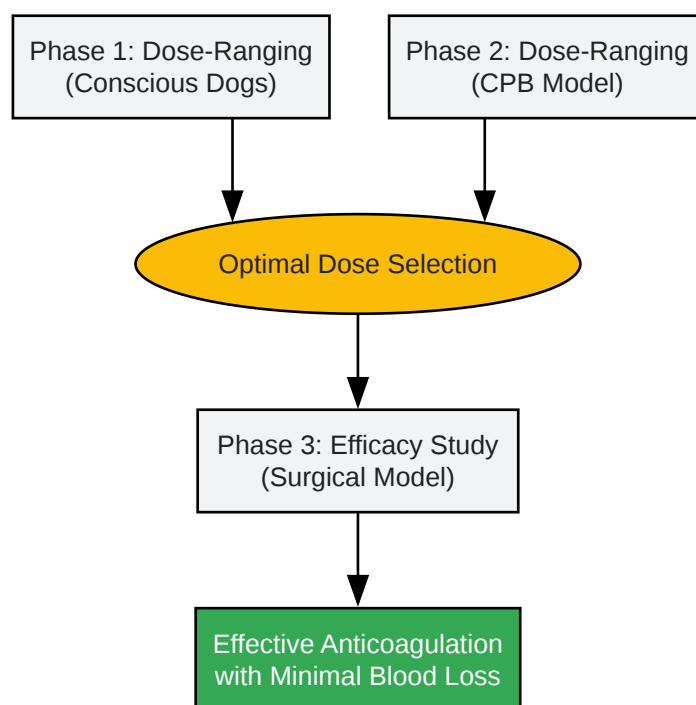 Phase 1: Dose-Ranging
(Conscious Dogs)
Phase 2: Dose-Ranging
(CPB Model)
Optimal Dose Selection
Phase 3: Efficacy Study
(Surgical Model)
Effective Anticoagulation
with Minimal Blood Loss